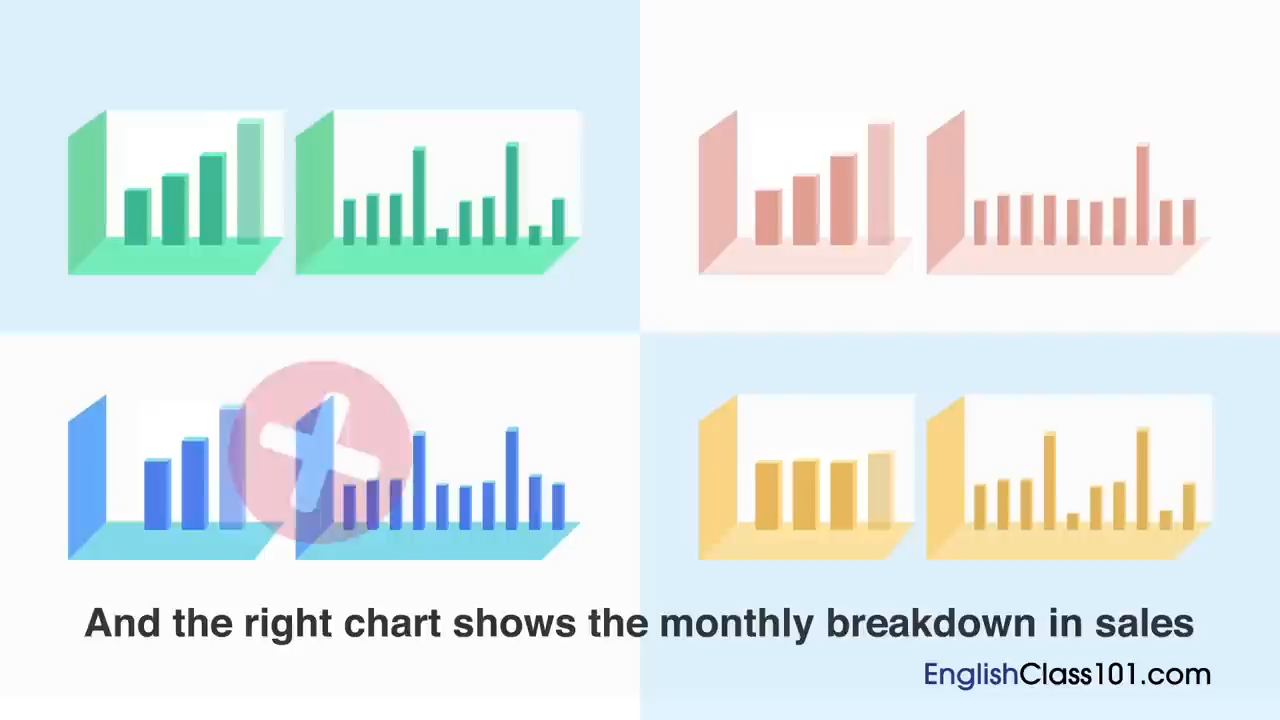 And the right chart shows the monthly breakdown in sales
EnglishClass101.com